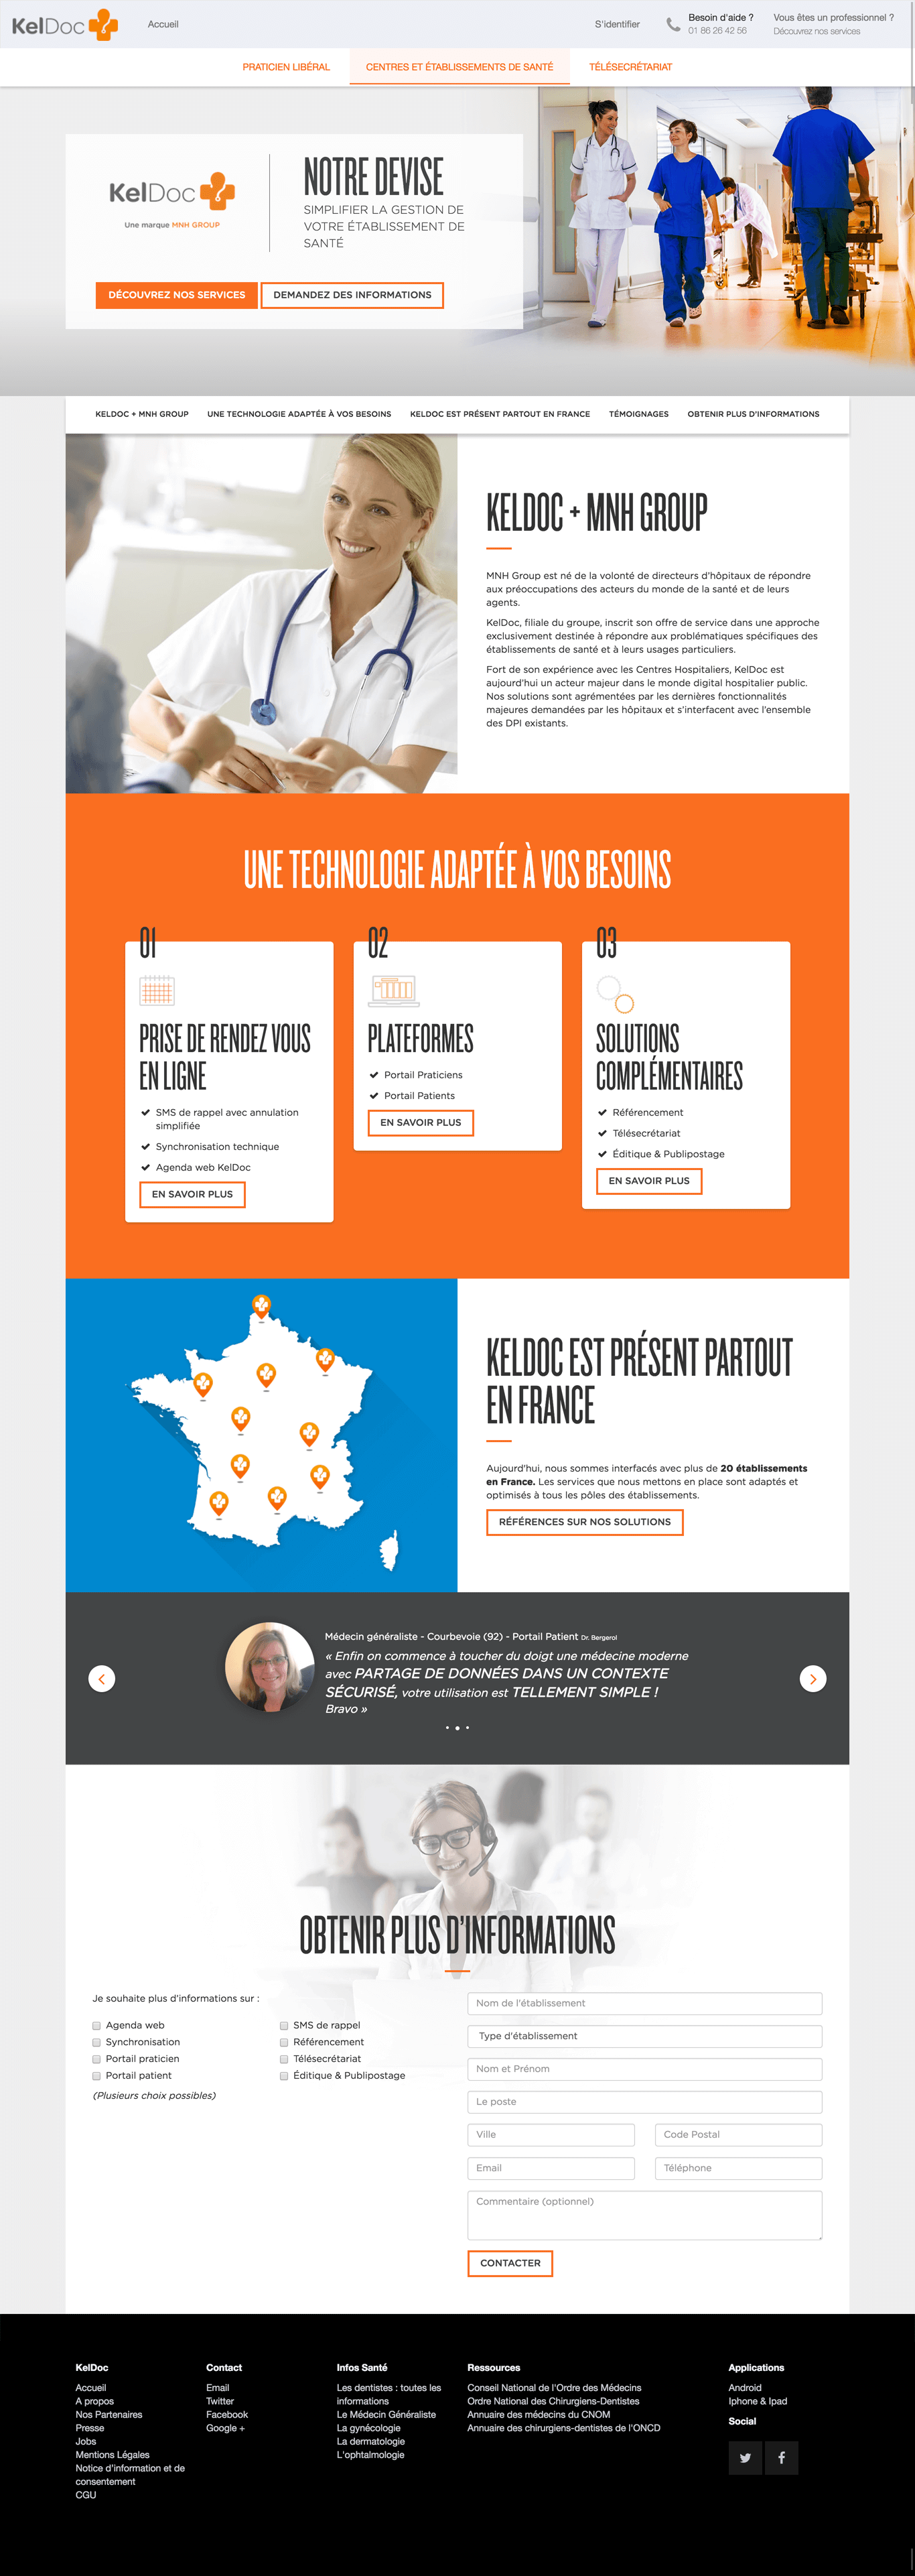 KelDoc
Accueil
S'identifier
Besoin d'aide ?
01 86 26 42 56
Vous êtes un professionnel ?
Découvrez nos services
PRATICIEN LIBÉRAL
CENTRES ET ÉTABLISSEMENTS DE SANTÉ
TÉLÉSECRÉTARIAT
KelDoc
Une marque MNH GROUP
NOTRE DEVISE
SIMPLIFIER LA GESTION DE
VOTRE ÉTABLISSEMENT DE
SANTÉ
DÉCOUVREZ NOS SERVICES
DEMANDEZ DES INFORMATIONS
KELDOC + MNH GROUP
UNE TECHNOLOGIE ADAPTÉE À VOS BESOINS
KELDOC EST PRÉSENT PARTOUT EN FRANCE
TÉMOIGNAGES
OBTENIR PLUS D'INFORMATIONS
KELDOC + MNH GROUP
MNH Group est né de la volonté de directeurs d'hôpitaux de répondre
aux préoccupations des acteurs du monde de la santé et de leurs
agents.
KelDoc, filiale du groupe, inscrit son offre de service dans une approche
exclusivement destinée à répondre aux problématiques spécifiques des
établissements de santé et à leurs usages particuliers.
Fort de son expérience avec les Centres Hospitaliers, KelDoc est
aujourd'hui un acteur majeur dans le monde digital hospitalier public.
Nos solutions sont agrémentées par les dernières fonctionnalités
majeures demandées par les hôpitaux et s'interfacent avec l'ensemble
des DPI existants.
UNE TECHNOLOGIE ADAPTÉE À VOS BESOINS
01
PRISE DE RENDEZ VOUS
EN LIGNE
SMS de rappel avec annulation
simplifiée
Synchronisation technique
Agenda web KelDoc
EN SAVOIR PLUS
02
PLATEFORMES
Portail Praticiens
Portail Patients
EN SAVOIR PLUS
03
SOLUTIONS
COMPLÉMENTAIRES
Référencement
Télésecrétariat
Éditique & Publipostage
EN SAVOIR PLUS
KELDOC EST PRÉSENT PARTOUT
EN FRANCE
Aujourd'hui, nous sommes interfacés avec plus de 20 établissements
en France. Les services que nous mettons en place sont adaptés et
optimisés à tous les pôles des établissements.
RÉFÉRENCES SUR NOS SOLUTIONS
Médecin généraliste - Courbevoie (92) - Portail Patient Dr. Bergerol
« Enfin on commence à toucher du doigt une médecine moderne
avec PARTAGE DE DONNÉES DANS UN CONTEXTE
SÉCURISÉ, votre utilisation est TELLEMENT SIMPLE !
Bravo »
OBTENIR PLUS D'INFORMATIONS
Je souhaite plus d'informations sur :
Agenda web
Synchronisation
Portail praticien
Portail patient
SMS de rappel
Référencement
Télésecrétariat
Éditique & Publipostage
(Plusieurs choix possibles)
Nom de l'établissement
Type d'établissement
Nom et Prénom
Le poste
Ville
Code Postal
Email
Téléphone
Commentaire (optionnel)
CONTACTER
KelDoc
Accueil
A propos
Nos Partenaires
Presse
Jobs
Mentions Légales
Notice d'information et de
consentement
CGU
Contact
Email
Twitter
Facebook
Google +
Infos Santé
Les dentistes : toutes les
informations
Le Médecin Généraliste
La gynécologie
La dermatologie
L'ophtalmologie
Ressources
Conseil National de l'Ordre des Médecins
Ordre National des Chirurgiens-Dentistes
Annuaire des médecins du CNOM
Annuaire des chirurgiens-dentistes de l'ONCD
Applications
Android
Iphone & Ipad
Social